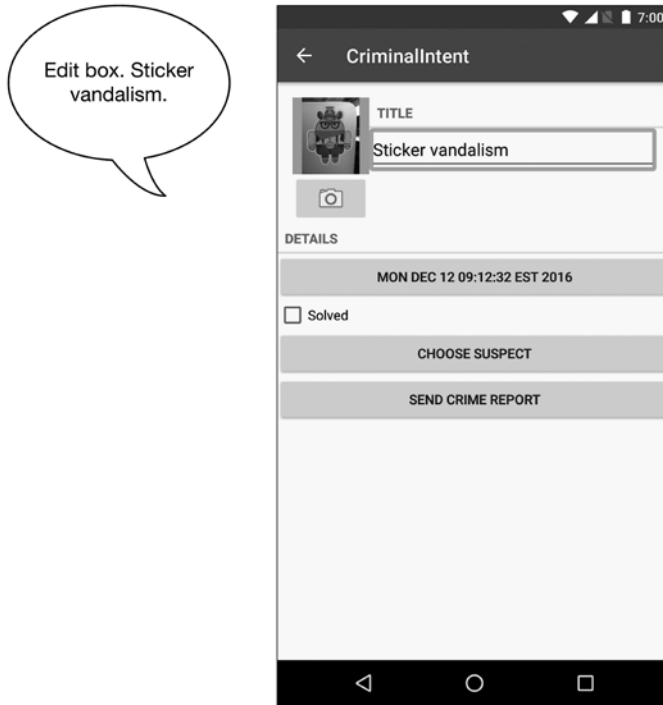 Edit box. Sticker
vandalism.
7:00
CriminalIntent
TITLE
Sticker vandalism
DETAILS
MON DEC 12 09:12:32 EST 2016
Solved
CHOOSE SUSPECT
SEND CRIME REPORT